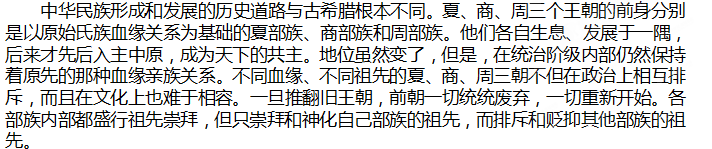 中华民族形成和发展的历史道路与古希腊根本不同。夏、商、周三个王朝的前身分别
是以原始氏族血缘关系为基础的夏部族、商部族和周部族。他们各自生息、发展于一隅，
后来才先后入主中原，成为天下的共主。地位虽然变了，但是，在统治阶级内部仍然保持
着原先的那种血缘亲族关系。不同血缘、不同祖先的夏、商、周三朝不但在政治上相互排
斥，而且在文化上也难于相容。一旦推翻旧王朝，前朝一切统统废弃，一切重新开始。各
部族内部都盛行祖先崇拜，但只崇拜和神化自己部族的祖先，而排斥和贬抑其他部族的祖
先。